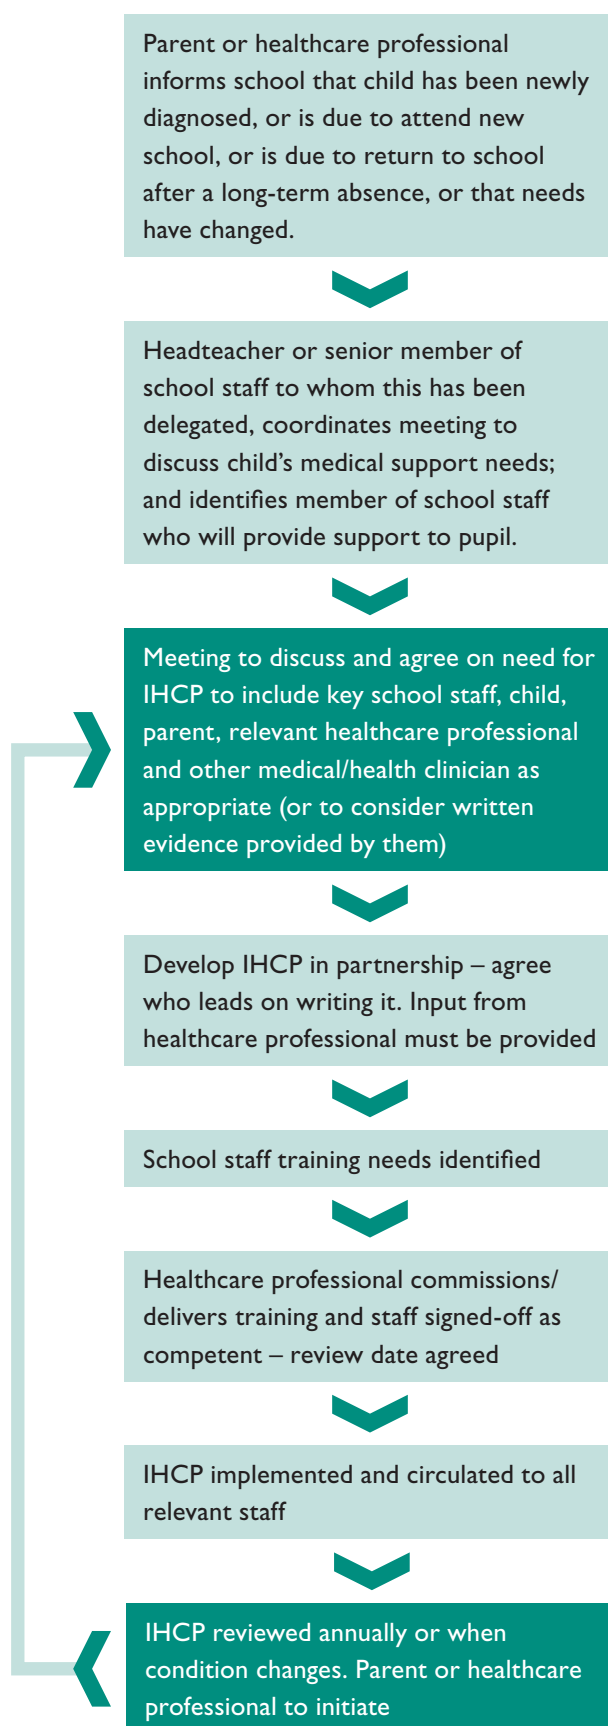 Parent or healthcare professional
informs school that child has been newly
diagnosed, or is due to attend new
school, or is due to return to school
after a long-term absence, or that needs
have changed.
Headteacher or senior member of
school staff to whom this has been
delegated, coordinates meeting to
discuss child’s medical support needs;
and identifies member of school staff
who will provide support to pupil.
Meeting to discuss and agree on need for
IHCP to include key school staff, child,
parent, relevant healthcare professional
and other medical/health clinician as
appropriate (or to consider written
evidence provided by them)
Develop IHCP in partnership – agree
who leads on writing it. Input from
healthcare professional must be provided
School staff training needs identified
Healthcare professional commissions/
delivers training and staff signed-off as
competent – review date agreed
IHCP implemented and circulated to all
relevant staff
IHCP reviewed annually or when
condition changes. Parent or healthcare
professional to initiate